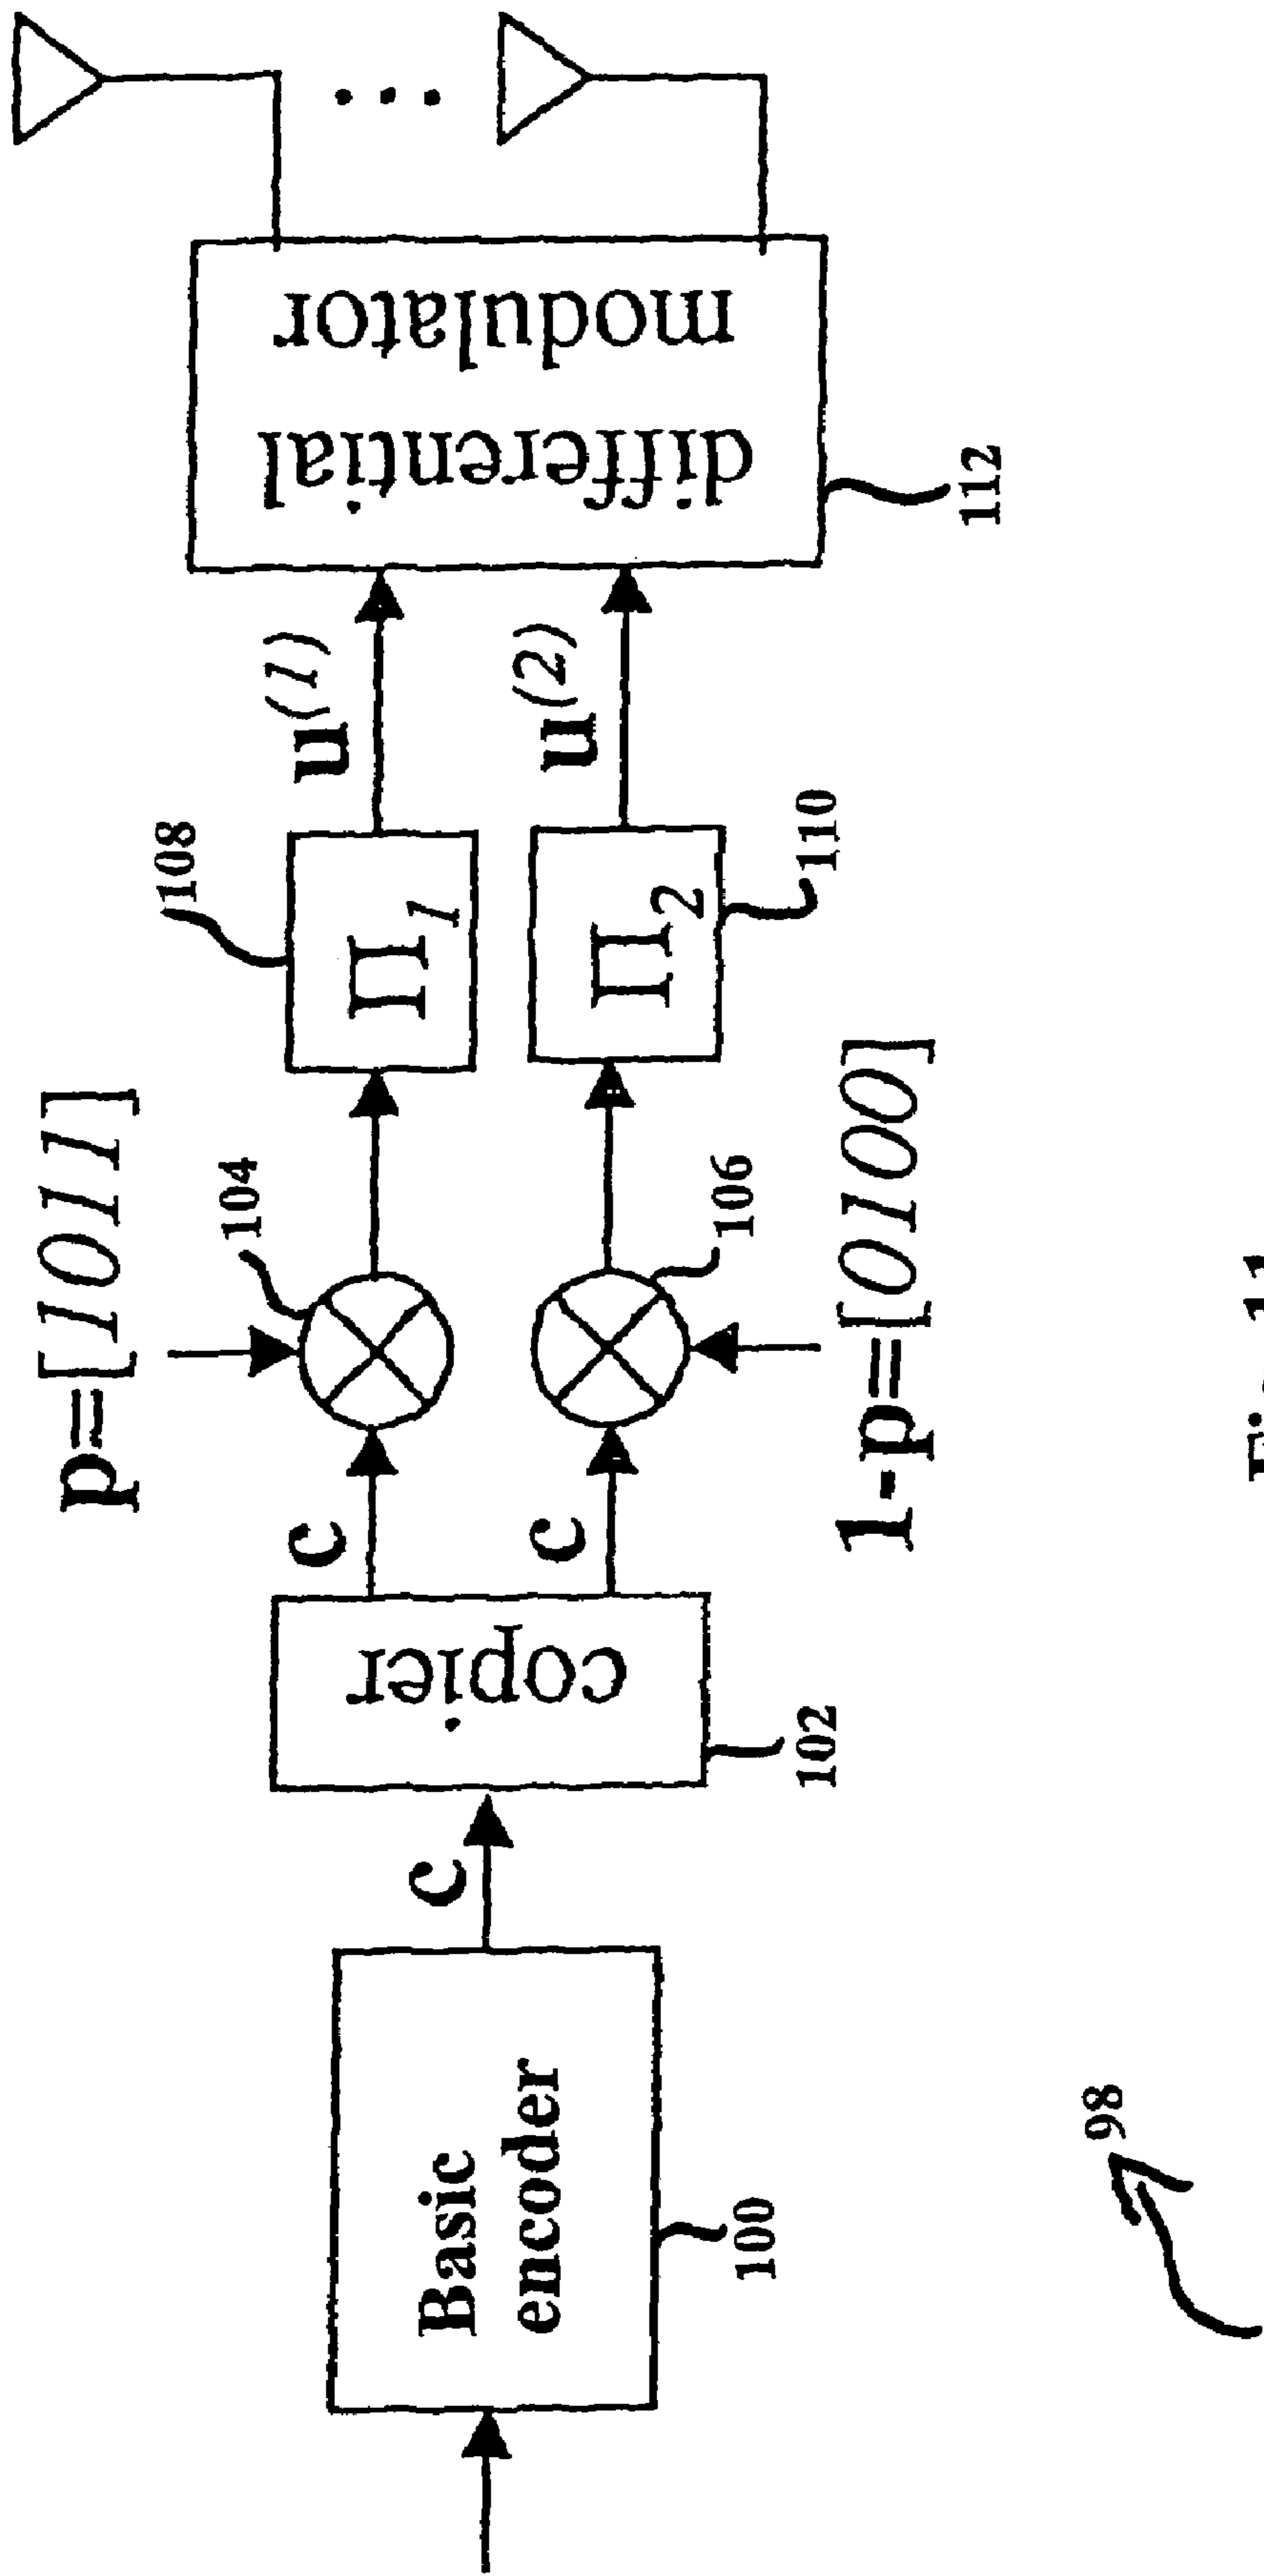 p=[1011]
104
108
Basic
encoder
100
c
copier
102
c
c
Π1
Π2
u(1)
u(2)
differential
modulator
112
106
110
1-p=[0100]
98